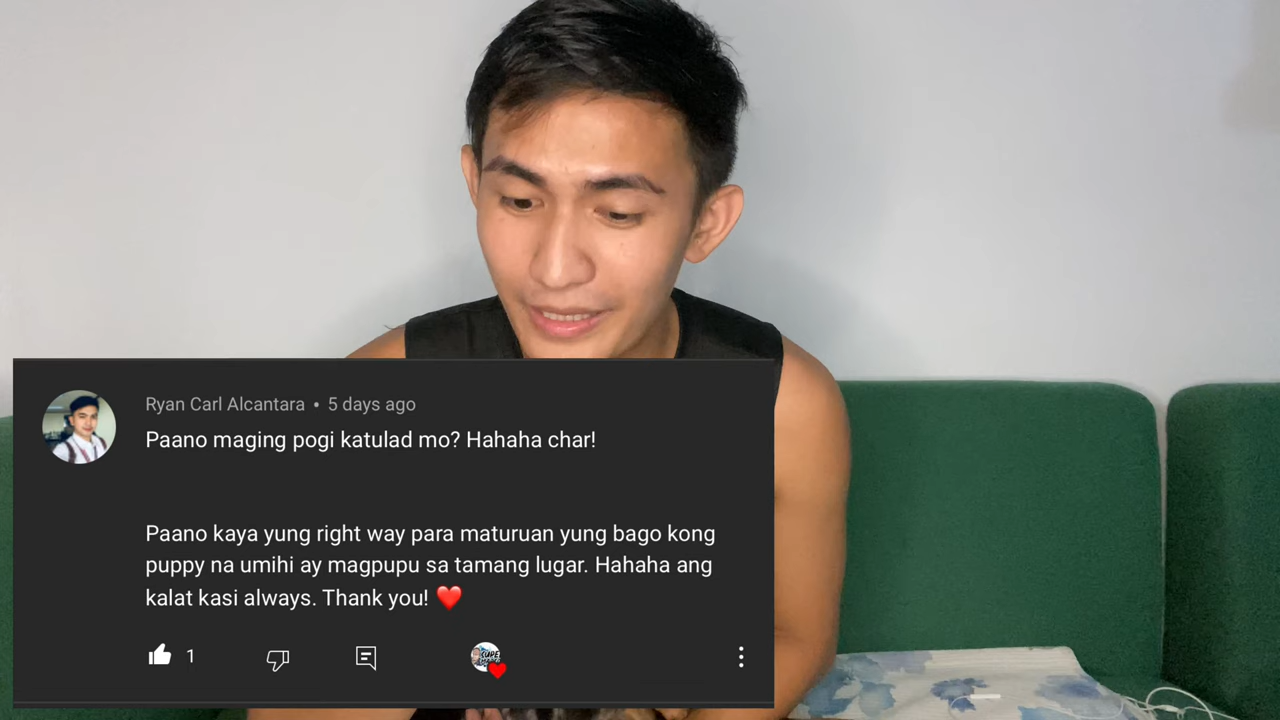 Ryan Carl Alcantara • 5 days ago
Paano maging pogi katulad mo? Hahaha char!
Paano kaya yung right way para maturuan yung bago kong
puppy na umihi ay magpupu sa tamang lugar. Hahaha ang
kalat kasi always. Thank you! ❤️
1
SUPE